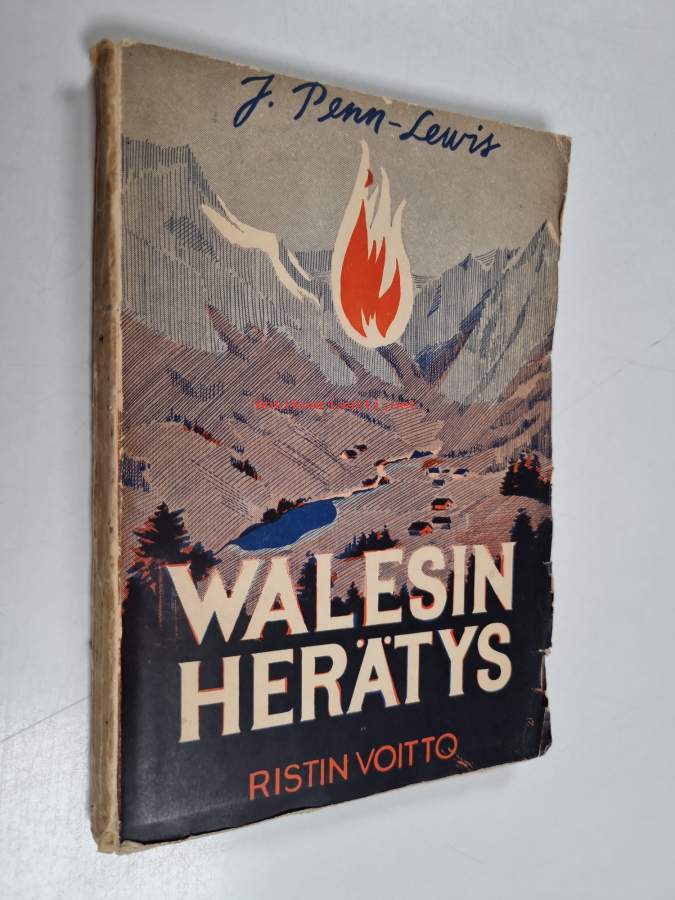 J. Penn-Lewis
WALESIN
HERÄTYS
RISTIN VOITTO